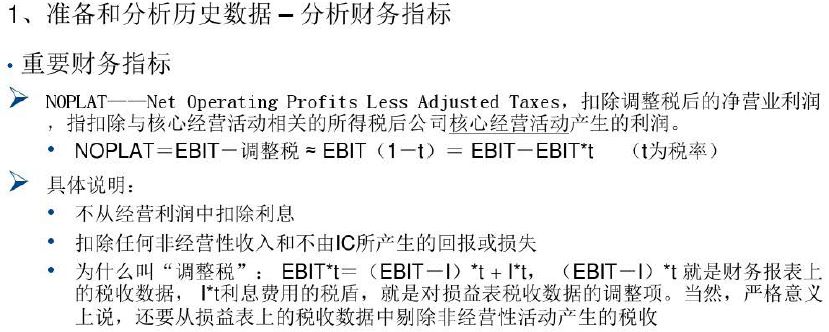 1、准备和分析历史数据 – 分析财务指标
• 重要财务指标
➢ NOPLAT——Net Operating Profits Less Adjusted Taxes，扣除调整税后的净营业利润
，指扣除与核心经营活动相关的所得税后公司核心经营活动产生的利润。
• NOPLAT＝EBIT－调整税 ≈ EBIT（1－t）＝ EBIT－EBIT*t （t为税率）
➢ 具体说明：
• 不从经营利润中扣除利息
• 扣除任何非经营性收入和不由IC所产生的回报或损失
• 为什么叫“调整税”： EBIT*t＝（EBIT－I）*t + I*t， （EBIT－I）*t 就是财务报表上
的税收数据， I*t利息费用的税盾，就是对损益表税收数据的调整项。当然，严格意义
上说，还要从损益表上的税收数据中剔除非经营性活动产生的税收